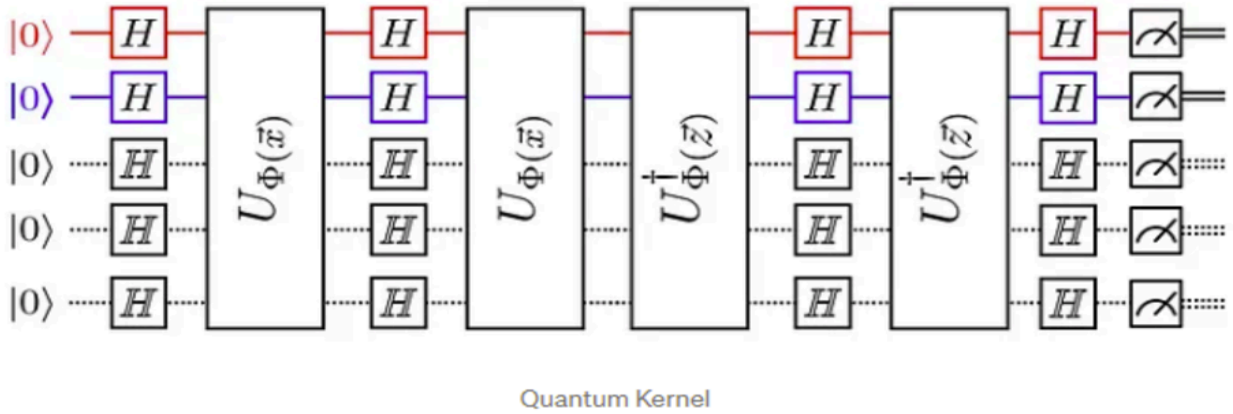 |0⟩ H H H H
|0⟩ H U_Φ(x⃗) H U_Φ(x⃗) U†_Φ(z⃗) H U†_Φ(z⃗) H
|0⟩ ℍ ℍ ℍ ℍ
|0⟩ ℍ ℍ ℍ ℍ
|0⟩ ℍ ℍ ℍ ℍ
Quantum Kernel